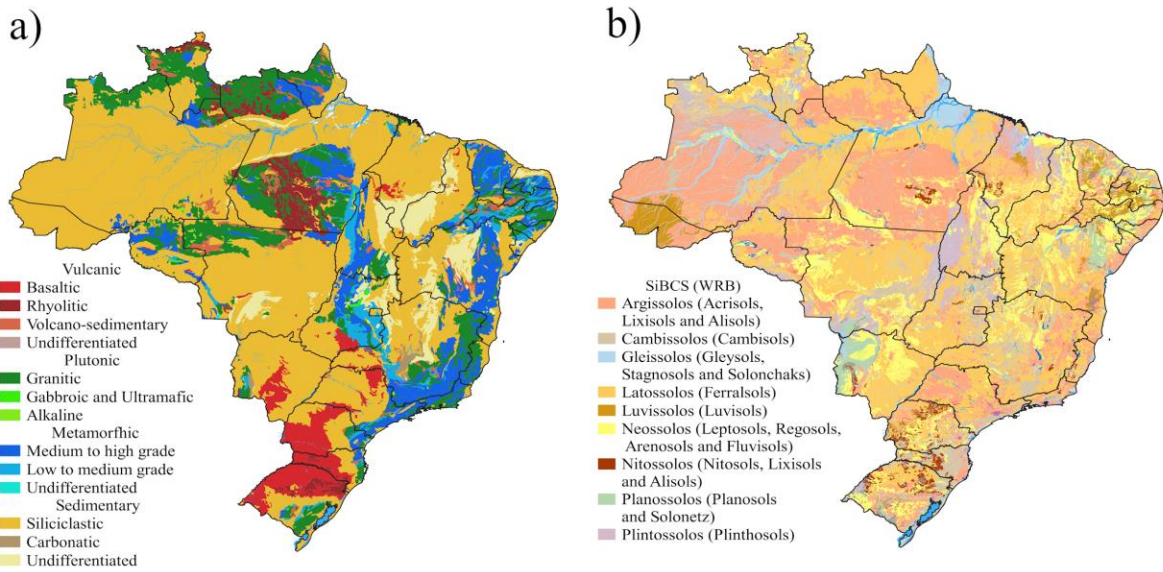 a)
Vulcanic
Basaltic
Rhyolitic
Volcano-sedimentary
Undifferentiated
Plutonic
Granitic
Gabbroic and Ultramafic
Alkaline
Metamorfhic
Medium to high grade
Low to medium grade
Undifferentiated
Sedimentary
Siliciclastic
Carbonatic
Undifferentiated
b)
SiBCS (WRB)
Argissolos (Acrisols,
Lixisols and Alisols)
Cambissolos (Cambisols)
Gleissolos (Gleysols,
Stagnosols and Solonchaks)
Latossolos (Ferralsols)
Luvissolos (Luvisols)
Neossolos (Leptosols, Regosols,
Arenosols and Fluvisols)
Nitossolos (Nitosols, Lixisols
and Alisols)
Planossolos (Planosols
and Solonetz)
Plintossolos (Plinthosols)